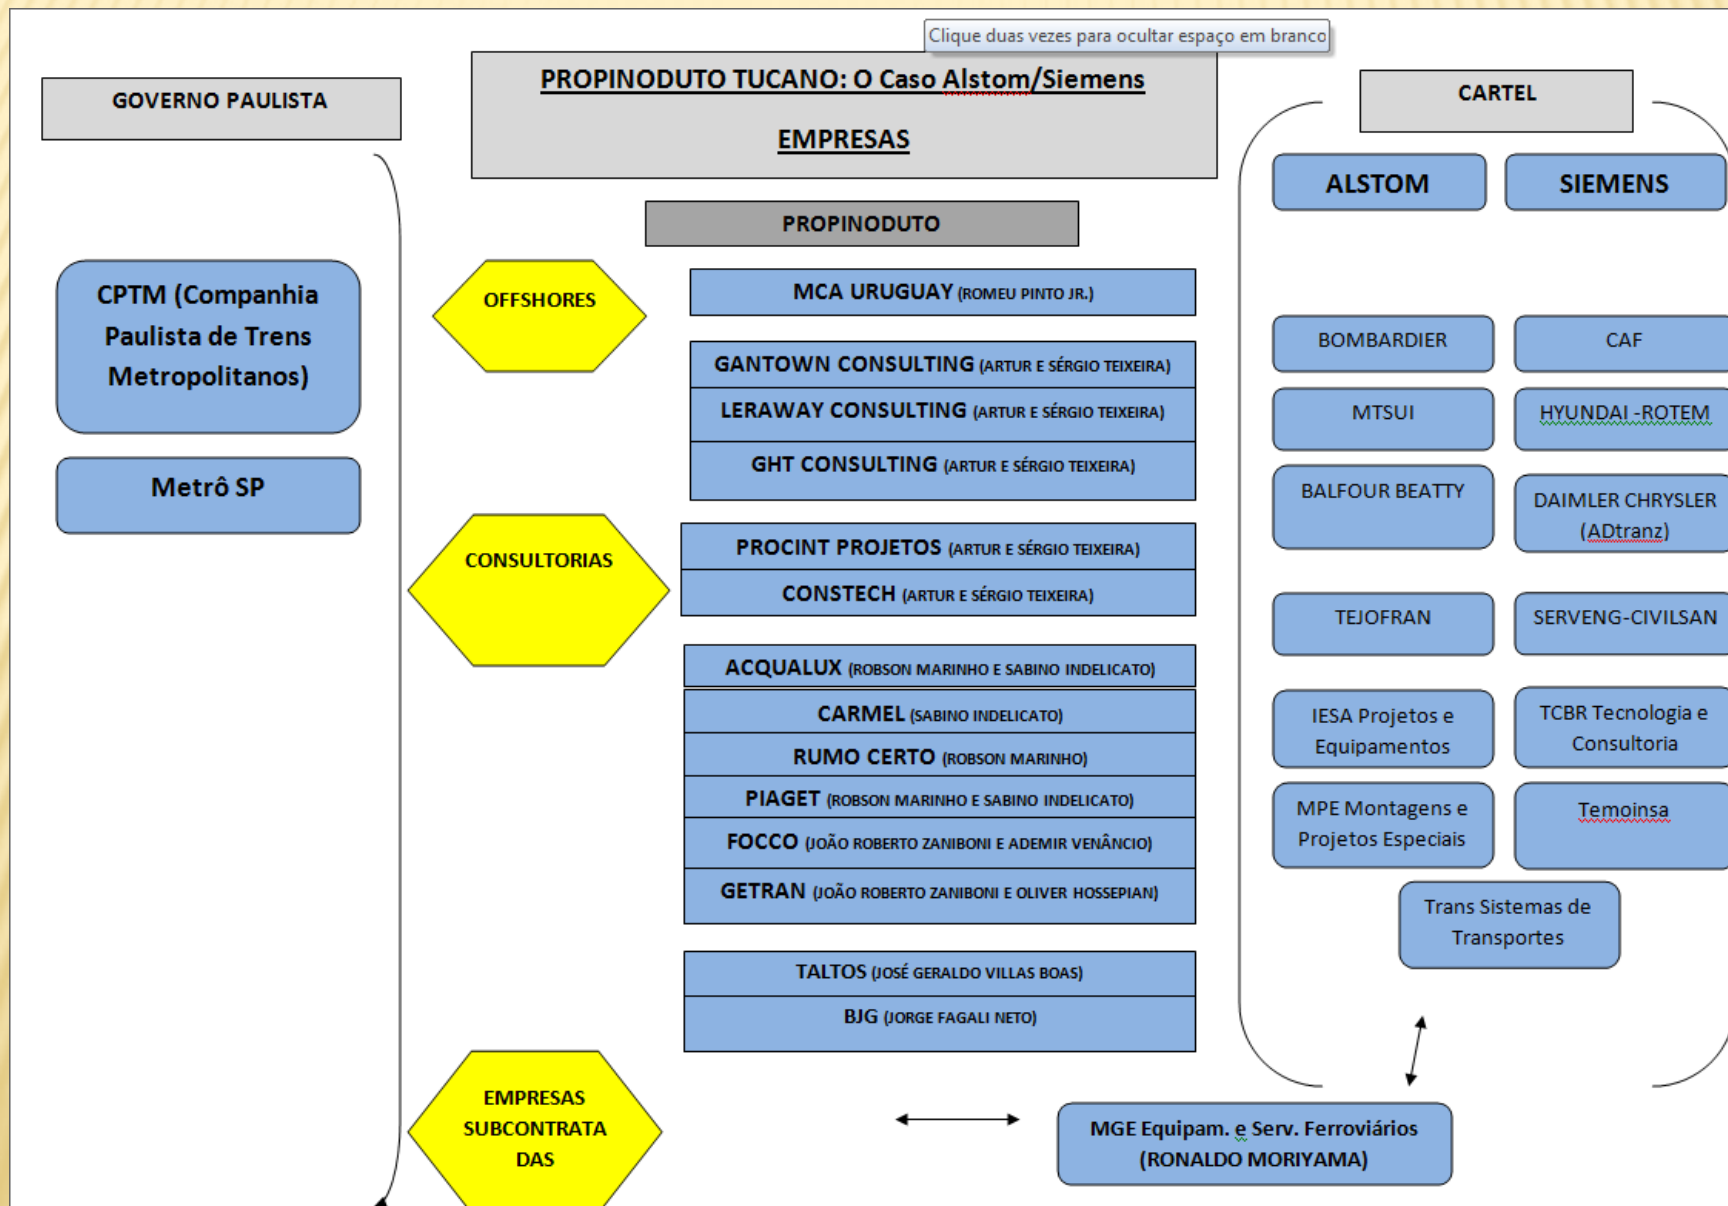 Clique duas vezes para ocultar espaço em branco
GOVERNO PAULISTA
PROPINODUTO TUCANO: O Caso Alstom/Siemens
EMPRESAS
CARTEL
PROPINODUTO
CPTM (Companhia
Paulista de Trens
Metropolitanos)
Metrô SP
OFFSHORES
MCA URUGUAY (ROMEU PINTO JR.)
GANTOWN CONSULTING (ARTUR E SÉRGIO TEIXEIRA)
LERAWAY CONSULTING (ARTUR E SÉRGIO TEIXEIRA)
GHT CONSULTING (ARTUR E SÉRGIO TEIXEIRA)
CONSULTORIAS
PROCINT PROJETOS (ARTUR E SÉRGIO TEIXEIRA)
CONSTECH (ARTUR E SÉRGIO TEIXEIRA)
ACQUALUX (ROBSON MARINHO E SABINO INDELICATO)
CARMEL (SABINO INDELICATO)
RUMO CERTO (ROBSON MARINHO)
PIAGET (ROBSON MARINHO E SABINO INDELICATO)
FOCCO (JOÃO ROBERTO ZANIBONI E ADEMIR VENÂNCIO)
GETRAN (JOÃO ROBERTO ZANIBONI E OLIVER HOSSEPIAN)
TALTOS (JOSÉ GERALDO VILLAS BOAS)
BJG (JORGE FAGALI NETO)
EMPRESAS
SUBCONTRATA
DAS
ALSTOM
SIEMENS
BOMBARDIER
CAF
MTSUI
HYUNDAI -ROTEM
BALFOUR BEATTY
DAIMLER CHRYSLER
(ADtranz)
TEJOFRAN
SERVENG-CIVILSAN
IESA Projetos e
Equipamentos
TCBR Tecnologia e
Consultoria
MPE Montagens e
Projetos Especiais
Temoinsa
Trans Sistemas de
Transportes
MGE Equipam. e Serv. Ferroviários
(RONALDO MORIYAMA)